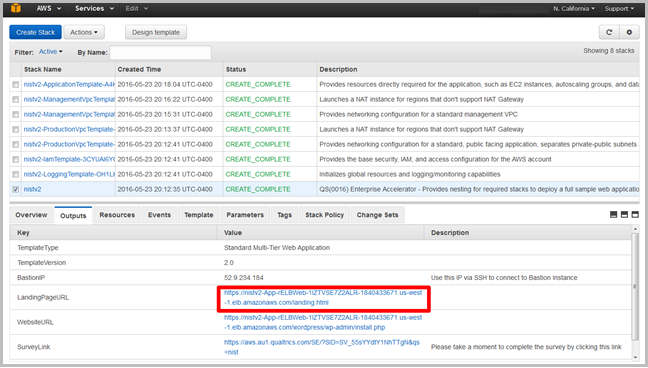 AWS Services Edit N. California Support
Create Stack Actions Design template
Filter: Active By Name: Showing 8 stacks
Stack Name Created Time Status Description
nistv2-ApplicationTemplate-A4H 2016-05-23 20:18:04 UTC-0400 CREATE_COMPLETE Provides resources directly required for the application, such as EC2 instances, autoscaling groups, and data
nistv2-ManagementVpcTemplat 2016-05-23 20:16:22 UTC-0400 CREATE_COMPLETE Launches a NAT instance for regions that don't support NAT Gateway
nistv2-ManagementVpcTemplat 2016-05-23 20:15:31 UTC-0400 CREATE_COMPLETE Provides networking configuration for a standard management VPC
nistv2-ProductionVpcTemplate- 2016-05-23 20:13:37 UTC-0400 CREATE_COMPLETE Launches a NAT instance for regions that don't support NAT Gateway
nistv2-ProductionVpcTemplate- 2016-05-23 20:12:41 UTC-0400 CREATE_COMPLETE Provides networking configuration for a standard, public facing application, separates private-public subnets
nistv2-IamTemplate-3CYUA6YC 2016-05-23 20:12:41 UTC-0400 CREATE_COMPLETE Provides the base security, IAM, and access configuration for the AWS account
nistv2-LoggingTemplate-OH1LH 2016-05-23 20:12:41 UTC-0400 CREATE_COMPLETE Initializes global resources and logging/monitoring capabilities
nistv2 2016-05-23 20:12:35 UTC-0400 CREATE_COMPLETE QS(0016) Enterprise Accelerator - Provides nesting for required stacks to deploy a full sample web applicatio
Overview Outputs Resources Events Template Parameters Tags Stack Policy Change Sets
Key Value Description
TemplateType Standard Multi-Tier Web Application
TemplateVersion 2.0
BastionIP 52.9.234.184 Use this IP via SSH to connect to Bastion Instance
LandingPageURL https://nistv2-App-rELBWeb-1IZTVSE7Z2ALR-1840433671.us-west
-1.elb.amazonaws.com/landing.html
WebsiteURL https://nistv2-App-rELBWeb-1IZTVSE7Z2ALR-1840433671.us-west
-1.elb.amazonaws.com/wordpress/wp-admin/install.php
SurveyLink https://aws.au1.qualtrics.com/SE/?SID=SV_55sYYdfY1NhTTgN&qs Please take a moment to complete the survey by clicking this link
=nist